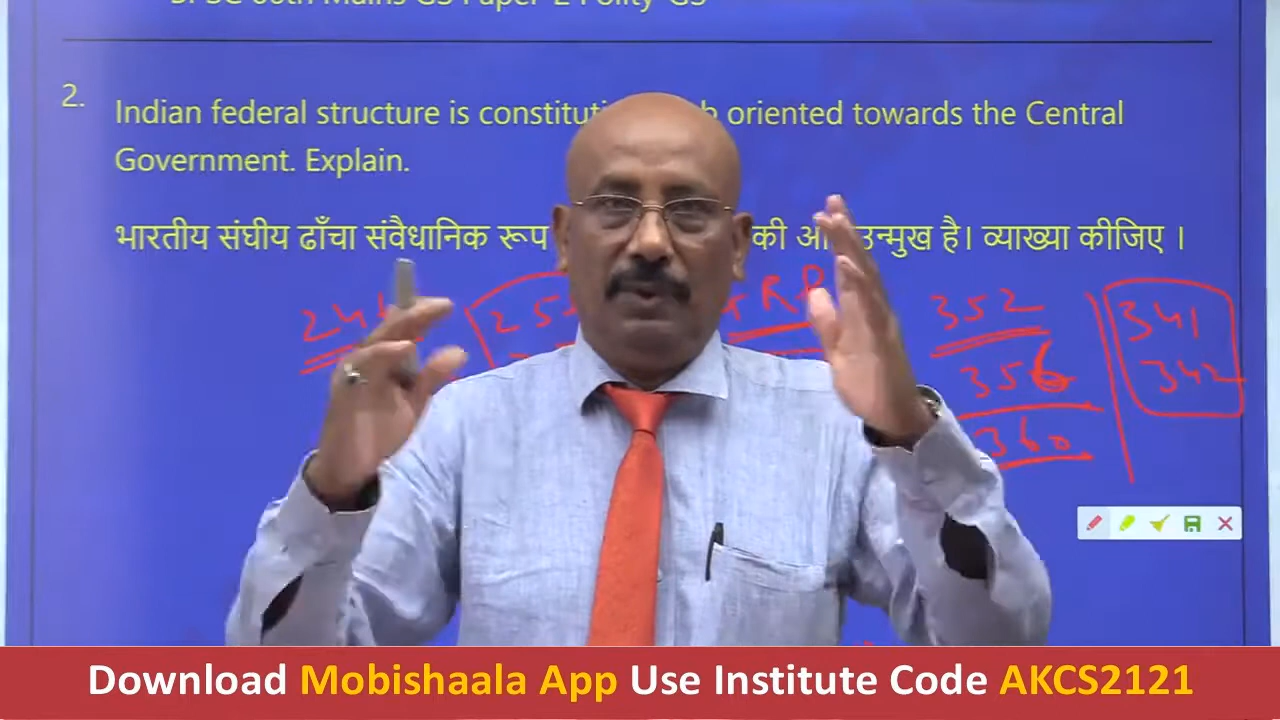 2.
Indian federal structure is oriented towards the Central
Government. Explain.
भारतीय संघीय ढाँचा संवैधानिक रूप की उन्मुख है। व्याख्या कीजिए ।
352 341
356 342
360
Download Mobishaala App Use Institute Code AKCS2121